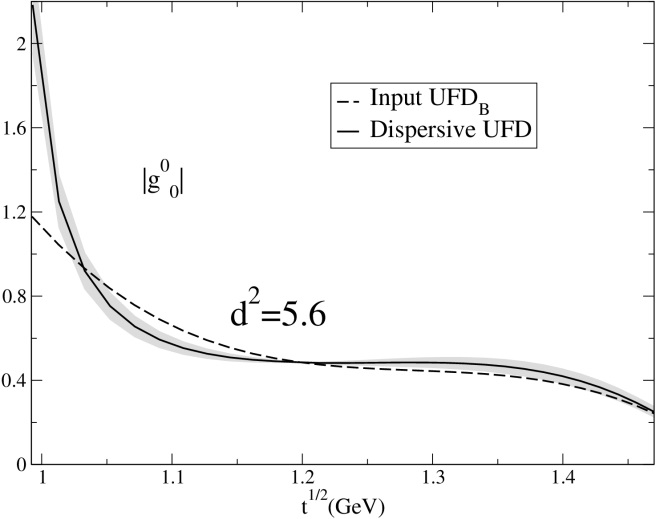 2
1.6
1.2
0.8
0.4
0
Input UFD_B
Dispersive UFD
|g^0_0|
d^2=5.6
1 1.1 1.2 1.3 1.4
t^{1/2}(GeV)